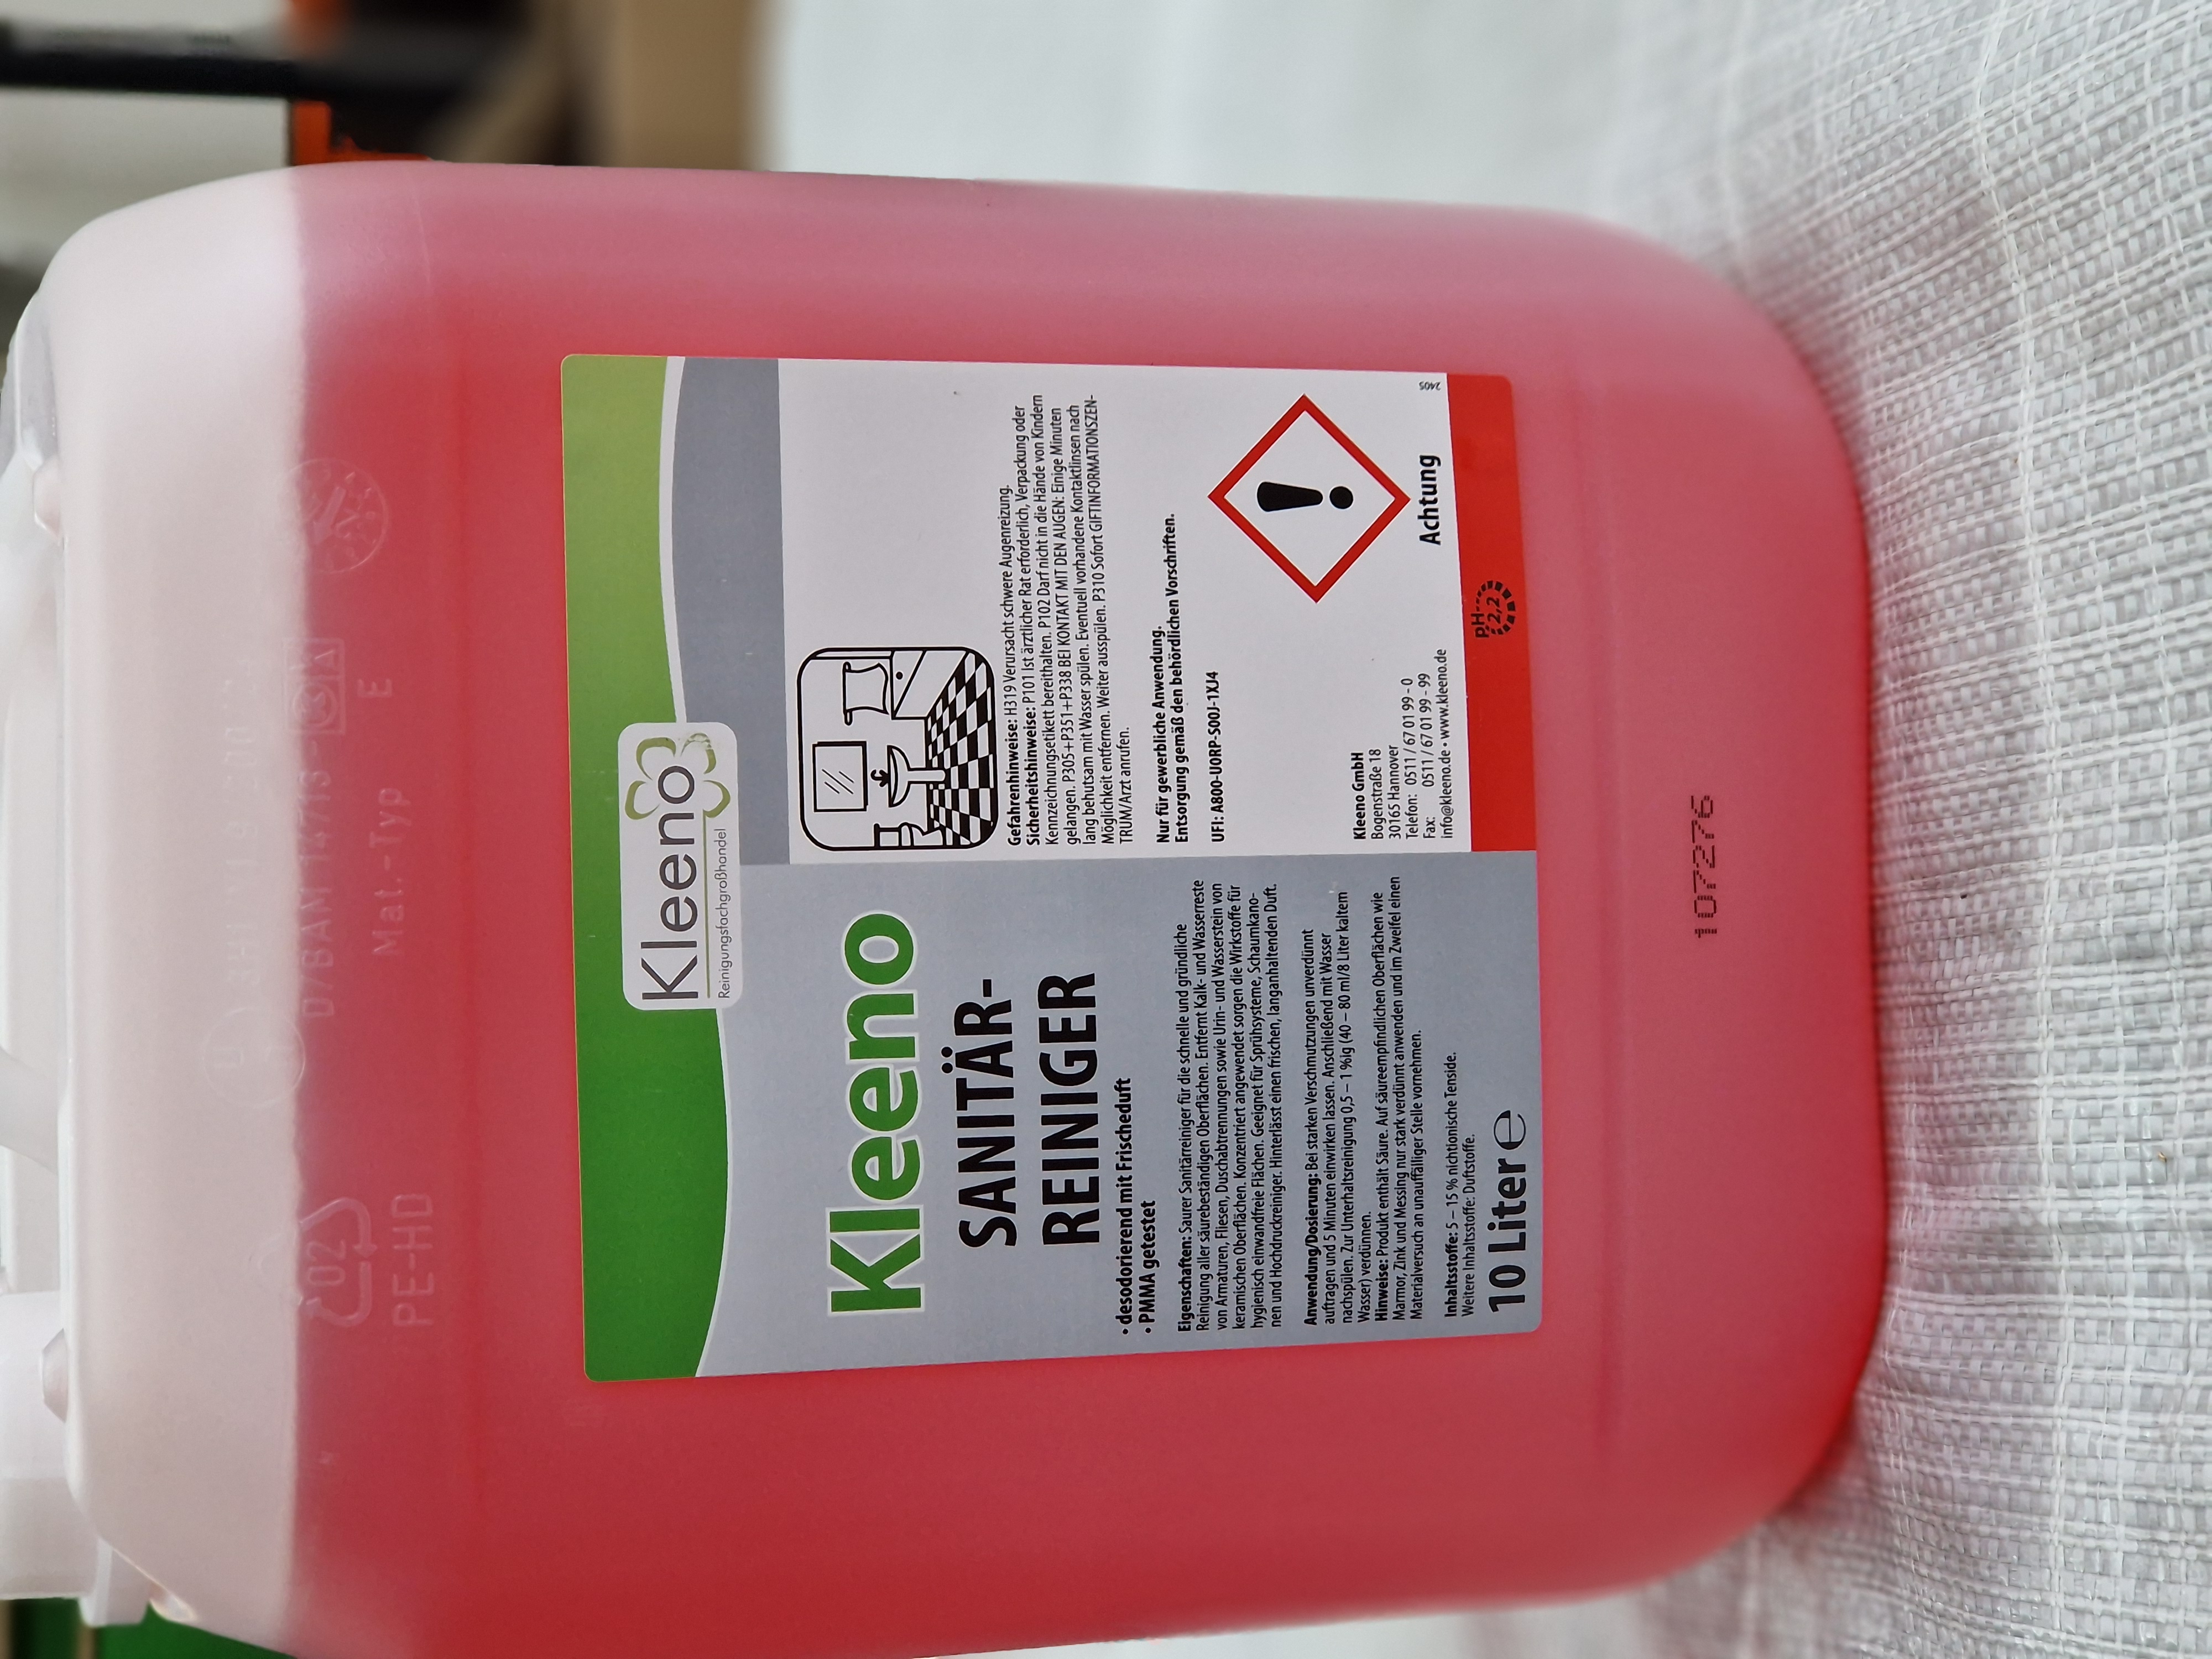 02
PE-HD
Mat.-Typ E
Kleeno
Reinigungsfachgroßhandel
Kleeno
SANITÄR-
REINIGER
• desodorierend mit Frischeduft
• PMMA getestet
Eigenschaften: Saurer Sanitärreiniger für die schnelle und gründliche
Reinigung aller säurebeständigen Oberflächen. Entfernt Kalk- und Wasserreste
von Armaturen, Fliesen, Duschabtrennungen sowie Urin- und Wasserstein von
keramischen Oberflächen. Konzentriert angewendet sorgen die Wirkstoffe für
hygienisch einwandfreie Flächen. Geeignet für Sprühsysteme, Schaumkano-
nen und Hochdruckreiniger. Hinterlässt einen frischen, langanhaltenden Duft.
Anwendung/Dosierung: Bei starken Verschmutzungen unverdünnt
auftragen und 5 Minuten einwirken lassen. Anschließend mit Wasser
nachspülen. Zur Unterhaltsreinigung 0,5 – 1 %ig (40 – 80 ml/8 Liter kaltem
Wasser) verdünnen.
Hinweise: Produkt enthält Säure. Auf säureempfindlichen Oberflächen wie
Marmor, Zink und Messing nur stark verdünnt anwenden und im Zweifel einen
Materialversuch an unauffälliger Stelle vornehmen.
Inhaltsstoffe: 5 – 15 % nichtionische Tenside.
Weitere Inhaltsstoffe: Duftstoffe.
10 Liter ℮
Gefahrenhinweise: H319 Verursacht schwere Augenreizung.
Sicherheitshinweise: P101 Ist ärztlicher Rat erforderlich, Verpackung oder
Kennzeichnungsetikett bereithalten. P102 Darf nicht in die Hände von Kindern
gelangen. P305+P351+P338 BEI KONTAKT MIT DEN AUGEN: Einige Minuten
lang behutsam mit Wasser spülen. Eventuell vorhandene Kontaktlinsen nach
Möglichkeit entfernen. Weiter ausspülen. P310 Sofort GIFTINFORMATIONSZEN-
TRUM/Arzt anrufen.
Nur für gewerbliche Anwendung.
Entsorgung gemäß den behördlichen Vorschriften.
UFI: A800-U0RP-S00J-1XJ4
Kleeno GmbH
Bogenstraße 18
30165 Hannover
Telefon: 0511 / 67 01 99 - 0
Fax: 0511 / 67 01 99 - 99
info@kleeno.de • www.kleeno.de
Achtung
2405
pH
2,2
107276